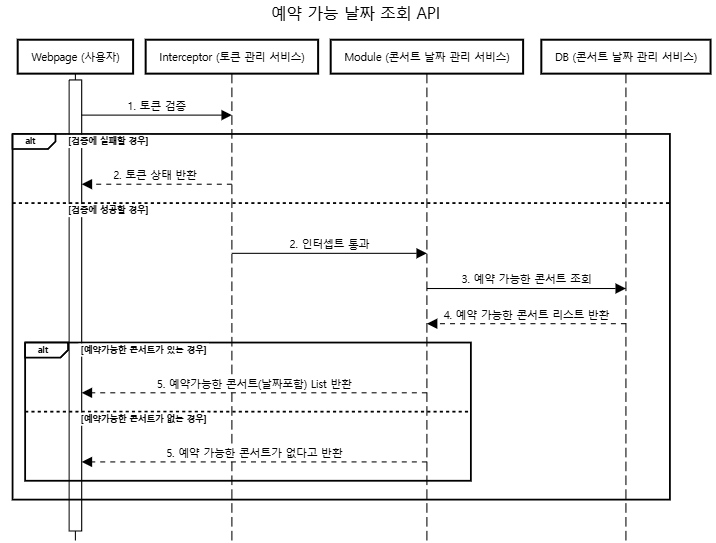 예약 가능 날짜 조회 API
Webpage (사용자)
Interceptor (토큰 관리 서비스)
Module (콘서트 날짜 관리 서비스)
DB (콘서트 날짜 관리 서비스)
1. 토큰 검증
alt
[검증에 실패할 경우]
2. 토큰 상태 반환
[검증에 성공할 경우]
2. 인터셉트 통과
3. 예약 가능한 콘서트 조회
4. 예약 가능한 콘서트 리스트 반환
alt
[예약가능한 콘서트가 있는 경우]
5. 예약가능한 콘서트(날짜포함) List 반환
[예약가능한 콘서트가 없는 경우]
5. 예약 가능한 콘서트가 없다고 반환